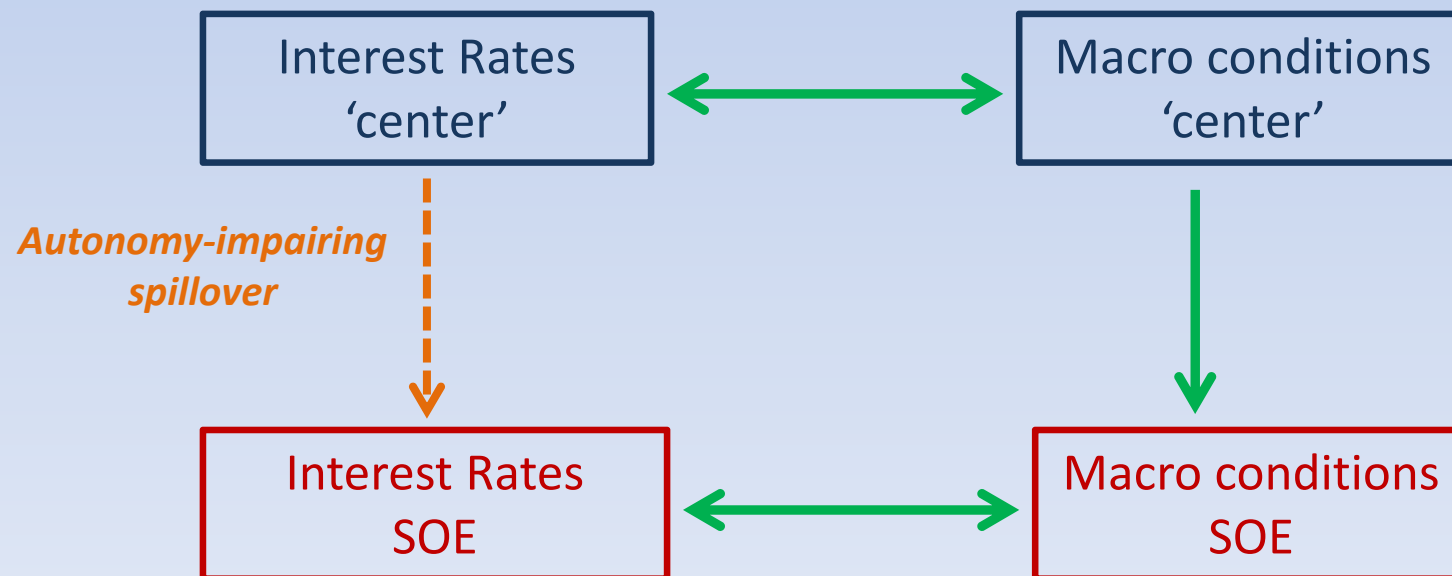 Interest Rates
‘center’
Macro conditions
‘center’
Autonomy-impairing
spillover
Interest Rates
SOE
Macro conditions
SOE